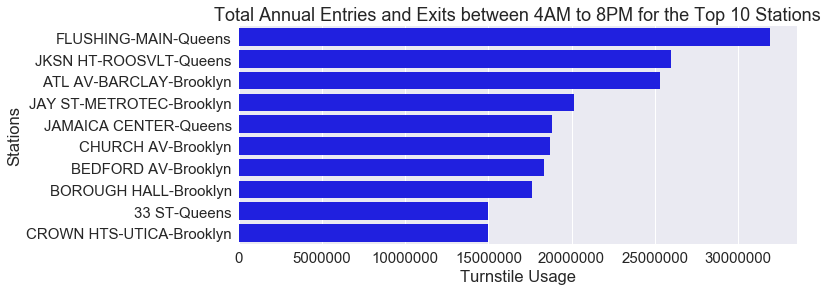 Total Annual Entries and Exits between 4AM to 8PM for the Top 10 Stations
Stations
FLUSHING-MAIN-Queens
JKSN HT-ROOSVLT-Queens
ATL AV-BARCLAY-Brooklyn
JAY ST-METROTEC-Brooklyn
JAMAICA CENTER-Queens
CHURCH AV-Brooklyn
BEDFORD AV-Brooklyn
BOROUGH HALL-Brooklyn
33 ST-Queens
CROWN HTS-UTICA-Brooklyn
0 5000000 10000000 15000000 20000000 25000000 30000000
Turnstile Usage